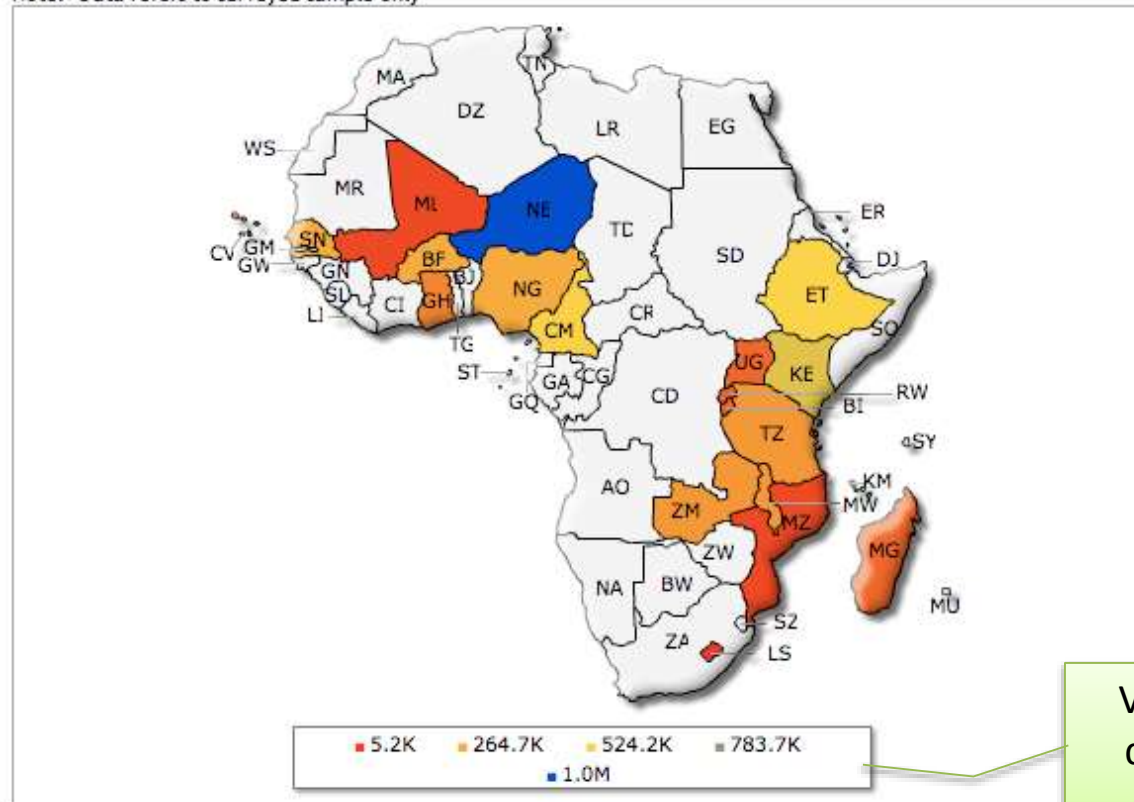 MA
TN
DZ
LR
EG
WS
MR
ML
NE
TD
SD
ER
CV
GM
SN
GW
GN
BF
BJ
NG
DJ
ET
SL
CI
GH
CM
CR
SO
LI
TG
ST
GA
CG
GQ
CD
UG
KE
RW
BI
TZ
SY
AO
ZM
KM
MW
MZ
MG
ZW
NA
BW
MU
SZ
ZA
LS
5.2K 264.7K 524.2K 783.7K
1.0M